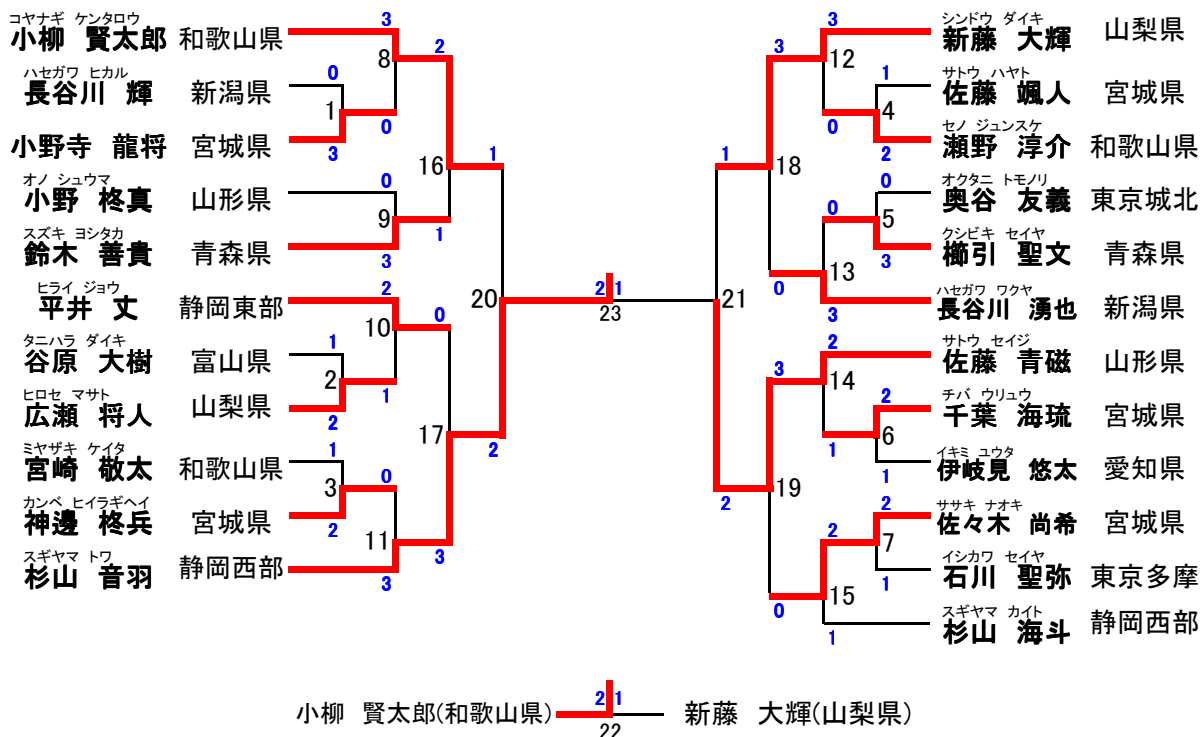 コヤナギ ケンタロウ
小柳 賢太郎 和歌山県 3
8
2
ハセガワ ヒカル
長谷川 輝 新潟県 0
1
0
小野寺 龍将 宮城県 3
16
1
オノ シュウマ
小野 柊真 山形県 0
9
1
スズキ ヨシタカ
鈴木 善貴 青森県 3
20
ヒライ ジョウ
平井 丈 静岡東部 2
10
0
タニハラ ダイキ
谷原 大樹 富山県 1
2
1
ヒロセ マサト
広瀬 将人 山梨県 2
17
2
ミヤザキ ケイタ
宮崎 敬太 和歌山県 1
3
0
カンベ ヒイラギヘイ
神邊 柊兵 宮城県 2
11
3
スギヤマ トワ
杉山 音羽 静岡西部 3
2 1
23
シンドウ ダイキ
3 新藤 大輝 山梨県
12
3
サトウ ハヤト
1 佐藤 颯人 宮城県
4
0
セノ ジュンスケ
2 瀬野 淳介 和歌山県
18
1
オクタニ トモノリ
0 奥谷 友義 東京城北
5
0
クシビキ セイヤ
3 櫛引 聖文 青森県
13
0
ハセガワ ワクヤ
3 長谷川 湧也 新潟県
21
サトウ セイジ
2 佐藤 青磁 山形県
14
3
チバ ウリュウ
2 千葉 海琉 宮城県
6
1
イキミ ユウタ
1 伊岐見 悠太 愛知県
19
2
ササキ ナオキ
2 佐々木 尚希 宮城県
7
2
イシカワ セイヤ
1 石川 聖弥 東京多摩
15
0
スギヤマ カイト
1 杉山 海斗 静岡西部
小柳 賢太郎(和歌山県) 2 1 新藤 大輝(山梨県)
22